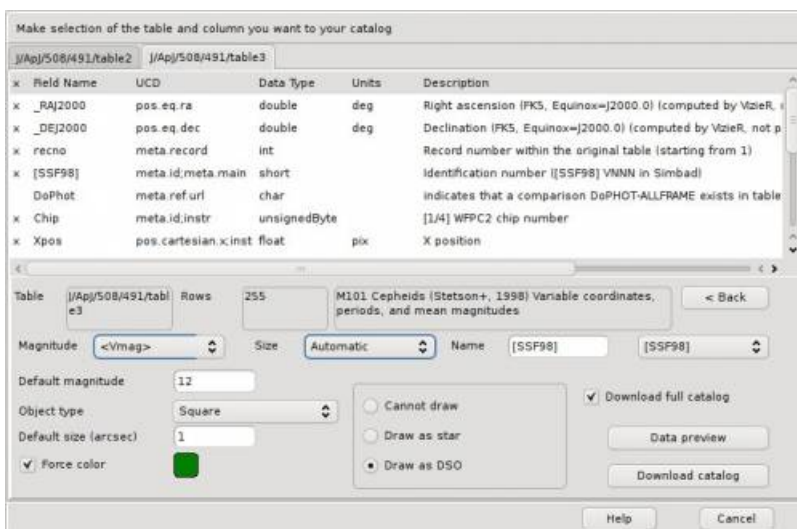 Make selection of the table and column you want to your catalog
J/ApJ/508/491/table2 J/ApJ/508/491/table3
x Field Name UCD Data Type Units Description
x _RAJ2000 pos.eq.ra double deg Right ascension (FK5, Equinox=J2000.0) (computed by VizieR,
x _DEJ2000 pos.eq.dec double deg Declination (FK5, Equinox=J2000.0) (computed by VizieR, not p
x recno meta.record int Record number within the original table (starting from 1)
x [SSF98] meta.id;meta.main short Identification number ([SSF98] VNNN in Simbad)
DoPhot meta.ref.url char indicates that a comparison DoPHOT-ALLFRAME exists in table
x Chip meta.id;instr unsignedByte [1/4] WFPC2 chip number
x Xpos pos.cartesian.x;inst float pix X position
Table J/ApJ/508/491/tabl Rows 255 M101 Cepheids (Stetson+, 1998) Variable coordinates, < Back
e3 periods, and mean magnitudes
Magnitude <Vmag> Size Automatic Name [SSF98] [SSF98]
Default magnitude 12
Object type Square
Default size (arcsec) 1
Force color
Cannot draw
Draw as star
Draw as DSO
Download full catalog
Data preview
Download catalog
Help Cancel